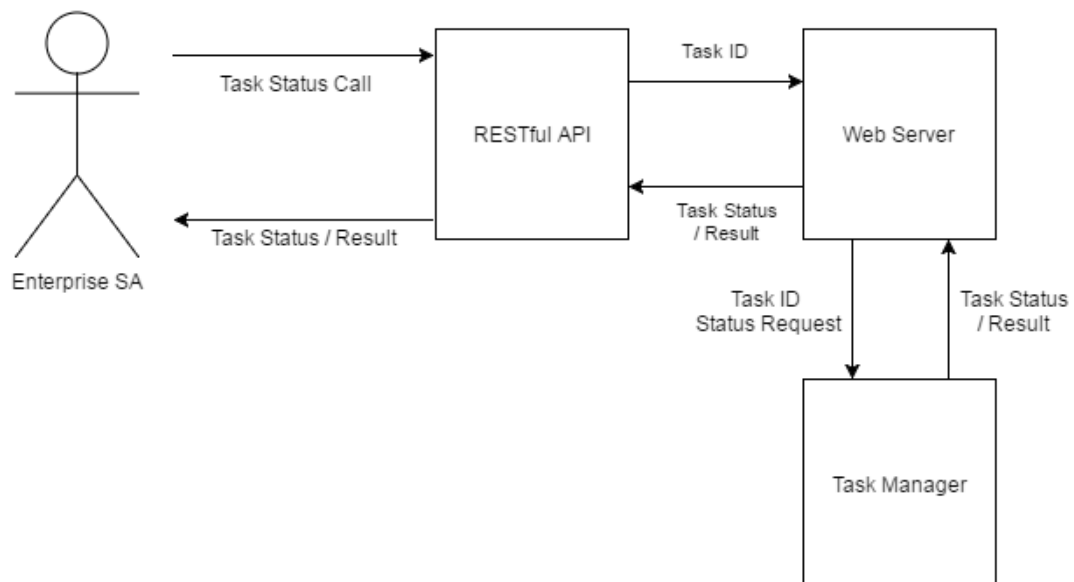 Task Status Call
Task Status / Result
Enterprise SA
RESTful API
Task ID
Task Status
/ Result
Web Server
Task ID
Status Request
Task Status
/ Result
Task Manager